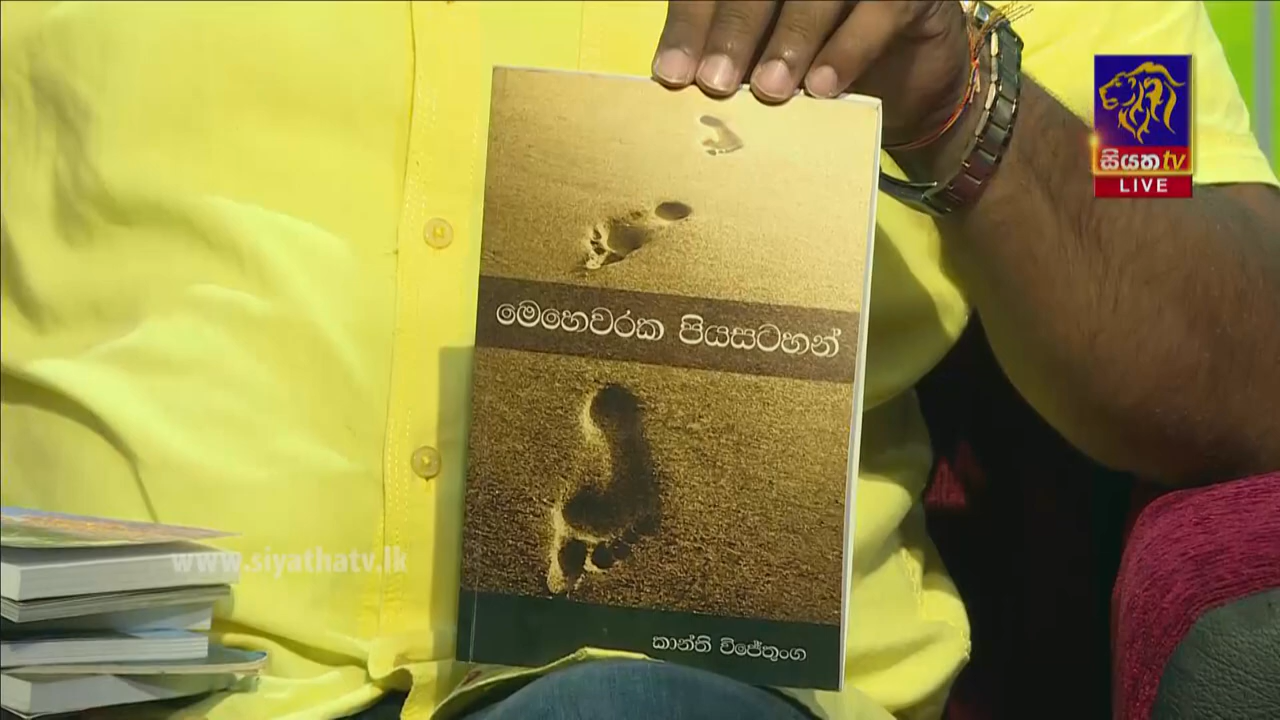 සියත tv
LIVE
මෙහෙවරක පියසටහන්
www.siyathatv.lk
කාන්ති විජේතුංග